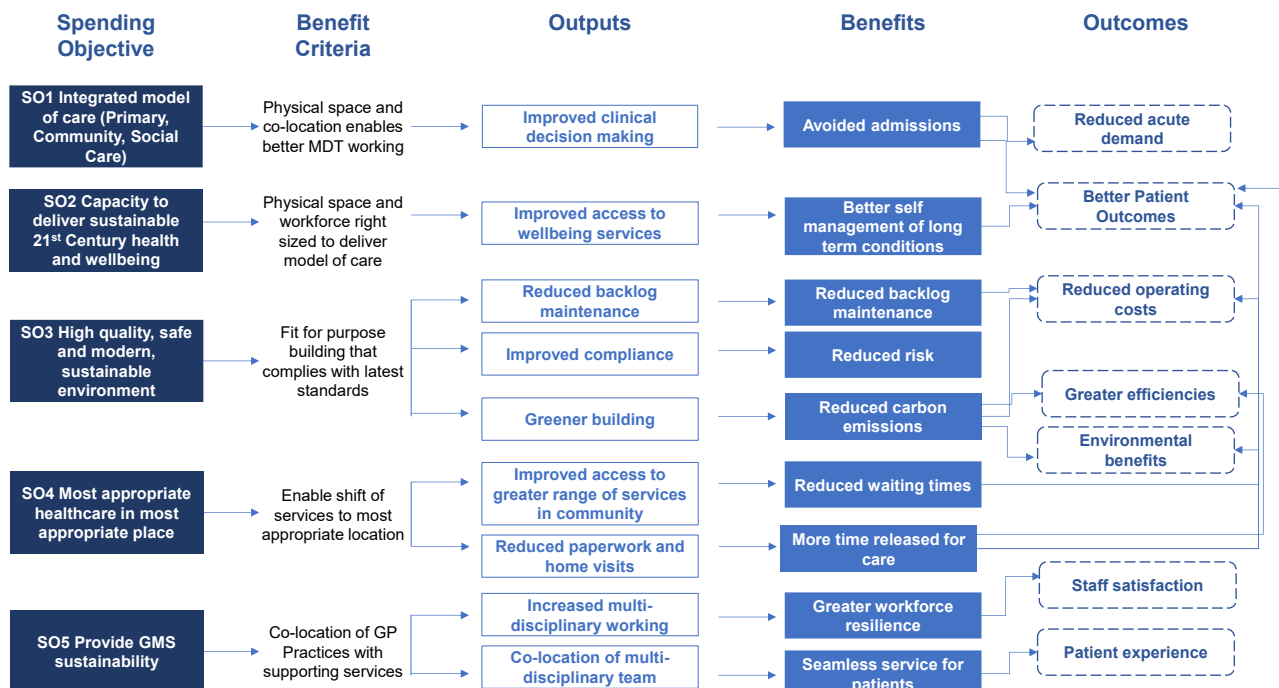 Spending
Objective
Benefit
Criteria
Outputs
Benefits
Outcomes
SO1 Integrated model
of care (Primary,
Community, Social
Care)
Physical space and
co-location enables
better MDT working
Improved clinical
decision making
Avoided admissions
Reduced acute
demand
SO2 Capacity to
deliver sustainable
21st Century health
and wellbeing
Physical space and
workforce right
sized to deliver
model of care
Improved access to
wellbeing services
Better self
management of long
term conditions
Better Patient
Outcomes
SO3 High quality, safe
and modern,
sustainable
environment
Fit for purpose
building that
complies with latest
standards
Reduced backlog
maintenance
Reduced backlog
maintenance
Reduced operating
costs
Improved compliance
Reduced risk
Greener building
Reduced carbon
emissions
Greater efficiencies
Environmental
benefits
SO4 Most appropriate
healthcare in most
appropriate place
Enable shift of
services to most
appropriate location
Improved access to
greater range of services
in community
Reduced waiting times
Reduced paperwork and
home visits
More time released for
care
SO5 Provide GMS
sustainability
Co-location of GP
Practices with
supporting services
Increased multi-
disciplinary working
Greater workforce
resilience
Staff satisfaction
Co-location of multi-
disciplinary team
Seamless service for
patients
Patient experience